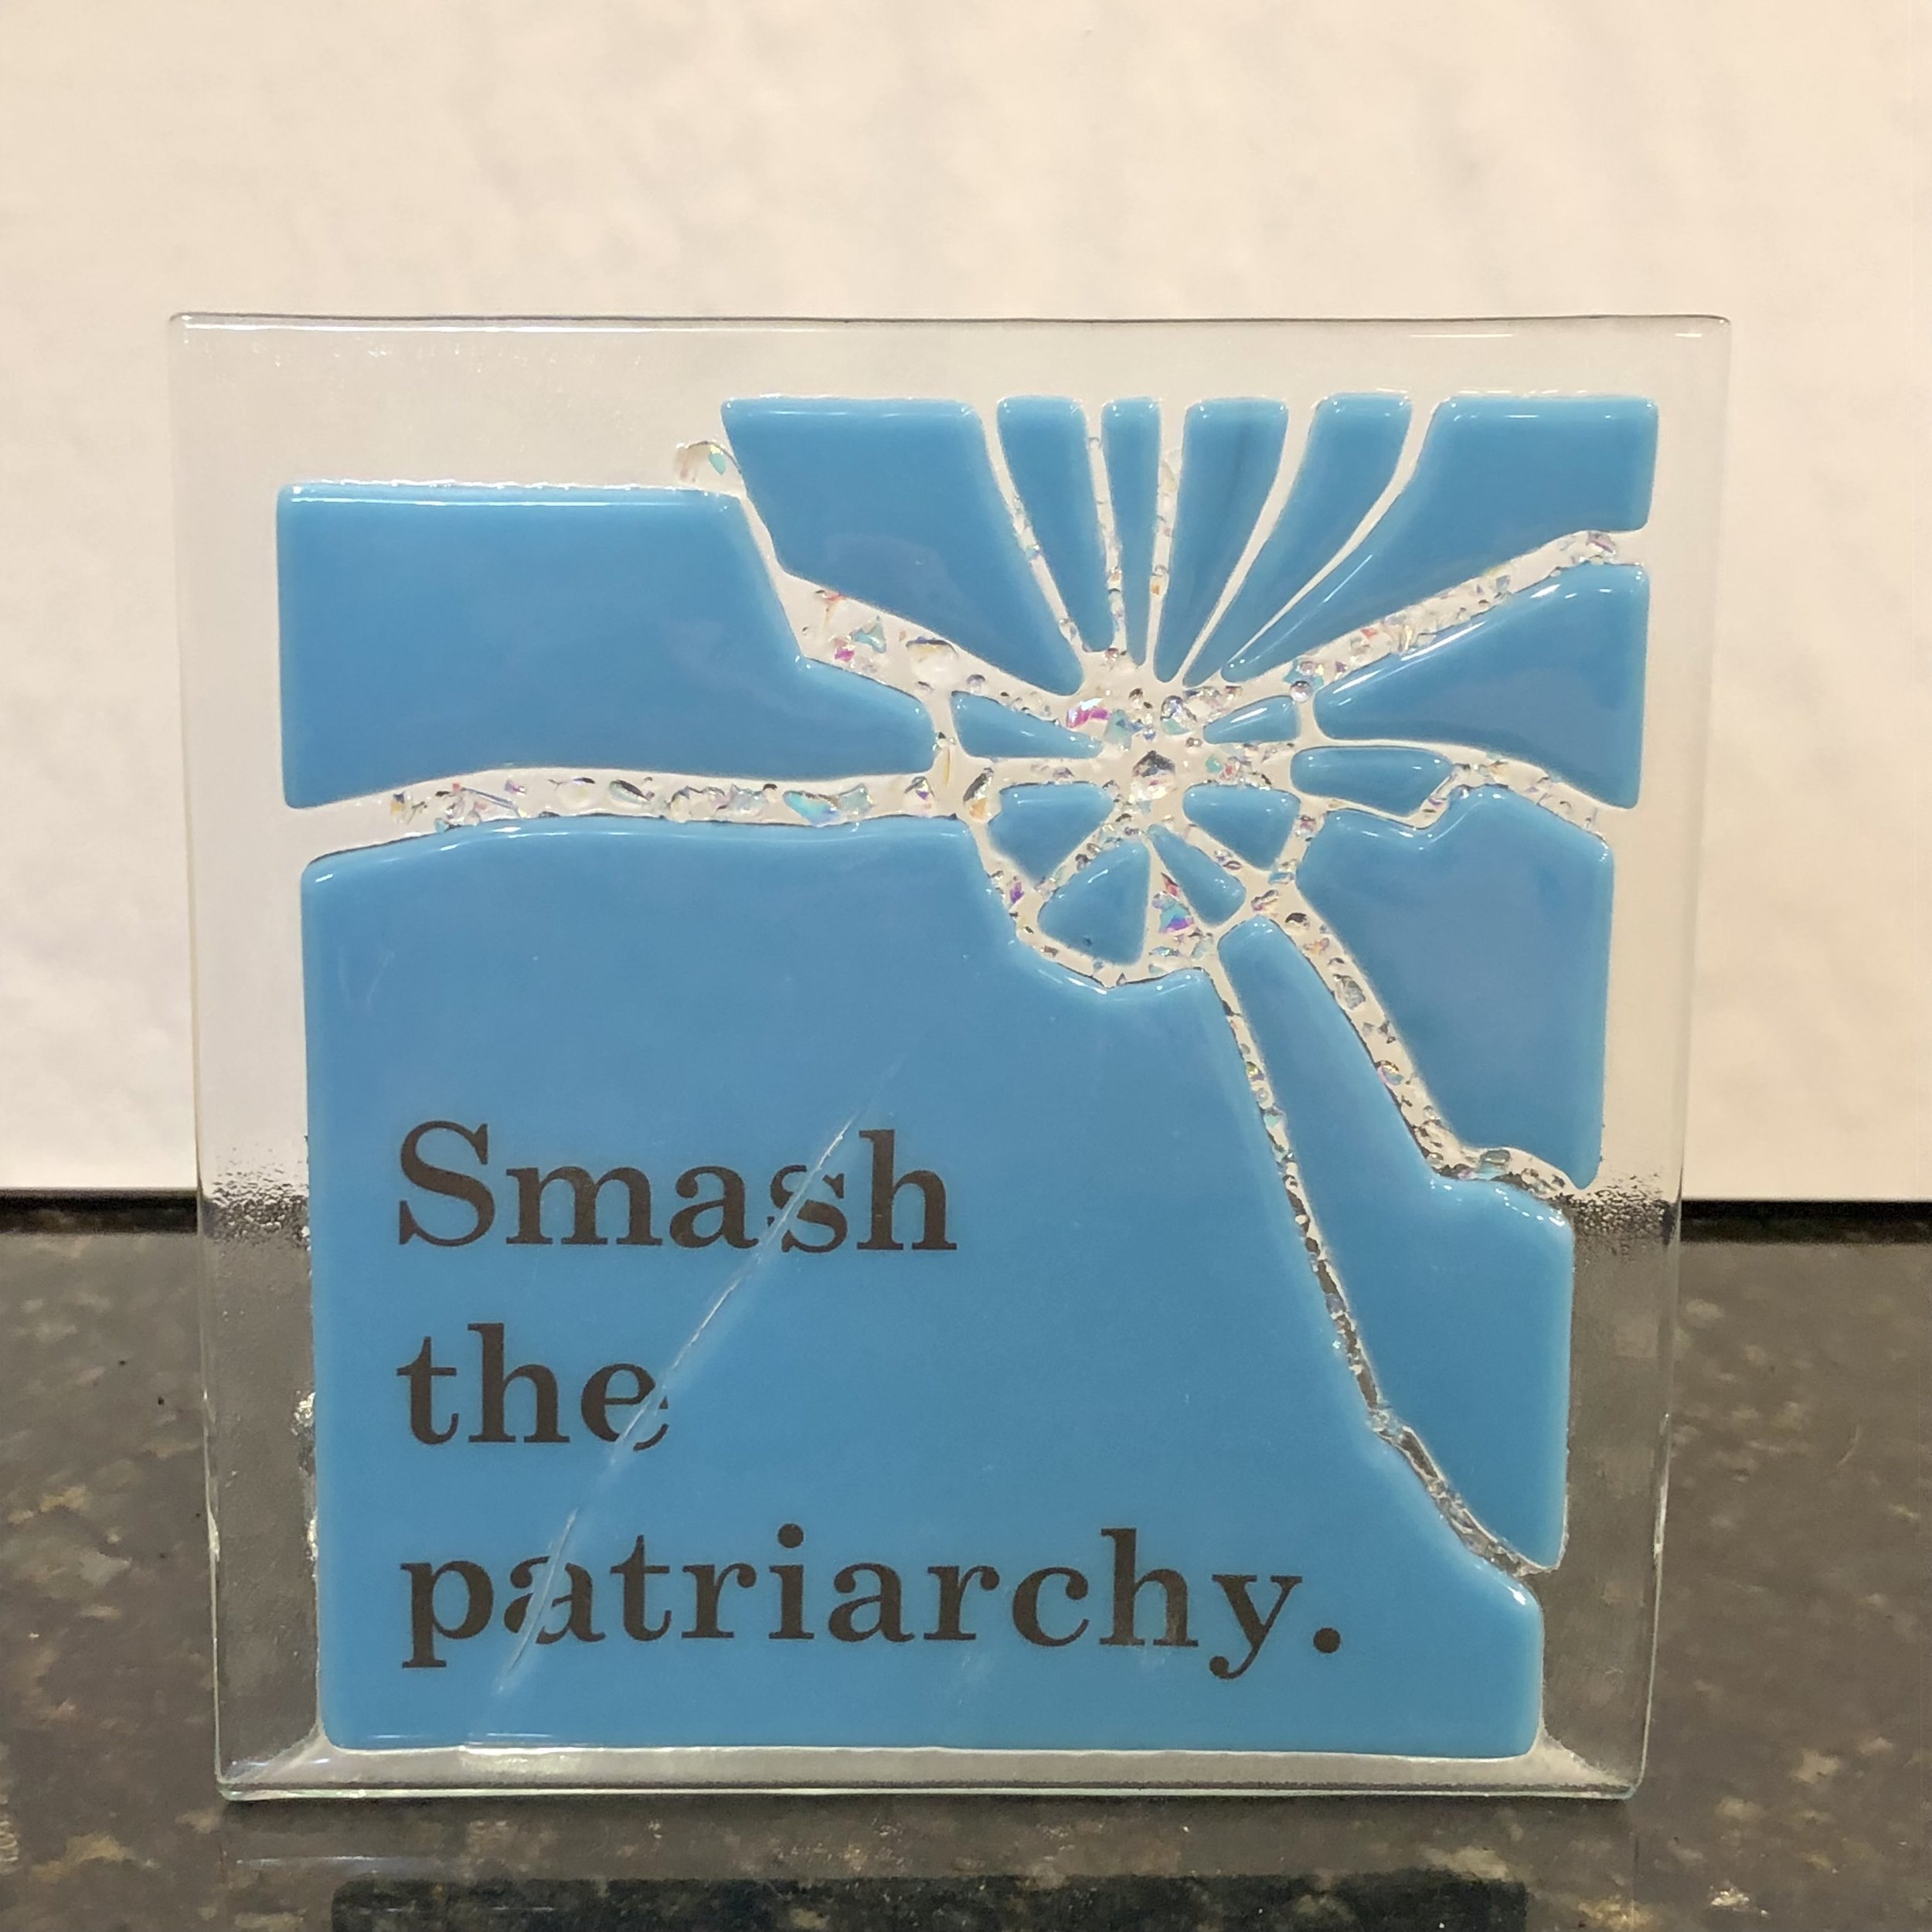 Smash
the
patriarchy.